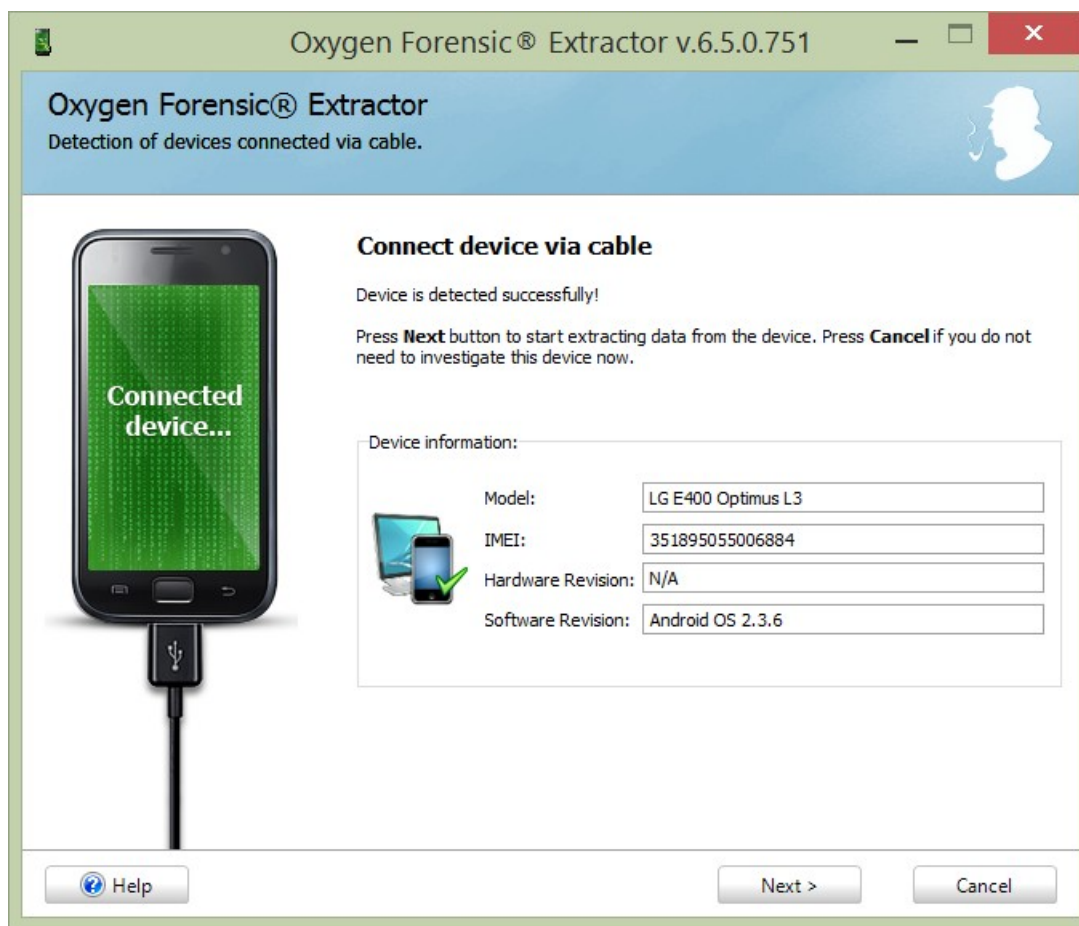 Oxygen Forensic® Extractor v.6.5.0.751
Oxygen Forensic® Extractor
Detection of devices connected via cable.
Connected
device...
Connect device via cable
Device is detected successfully!
Press Next button to start extracting data from the device. Press Cancel if you do not
need to investigate this device now.
Device information:
Model: LG E400 Optimus L3
IMEI: 351895055006884
Hardware Revision: N/A
Software Revision: Android OS 2.3.6
Help
Next >
Cancel